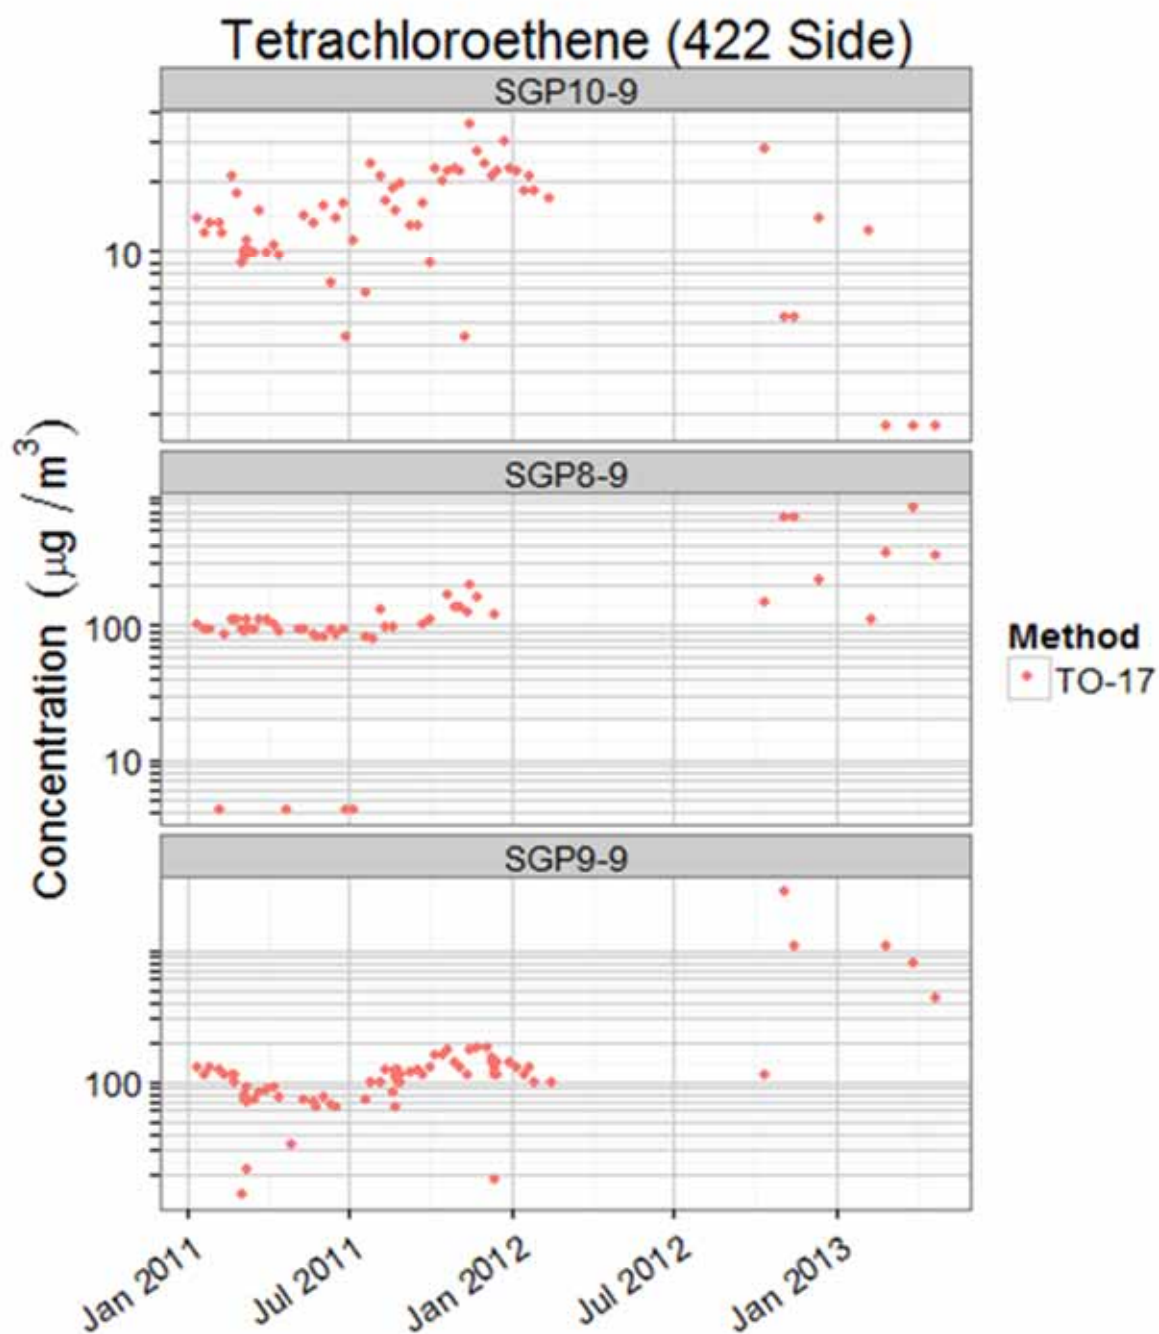 Tetrachloroethene (422 Side)
SGP10-9
10
SGP8-9
100
10
SGP9-9
100
Concentration (μg /m³)
Jan 2011
Jul 2011
Jan 2012
Jul 2012
Jan 2013
Method
TO-17